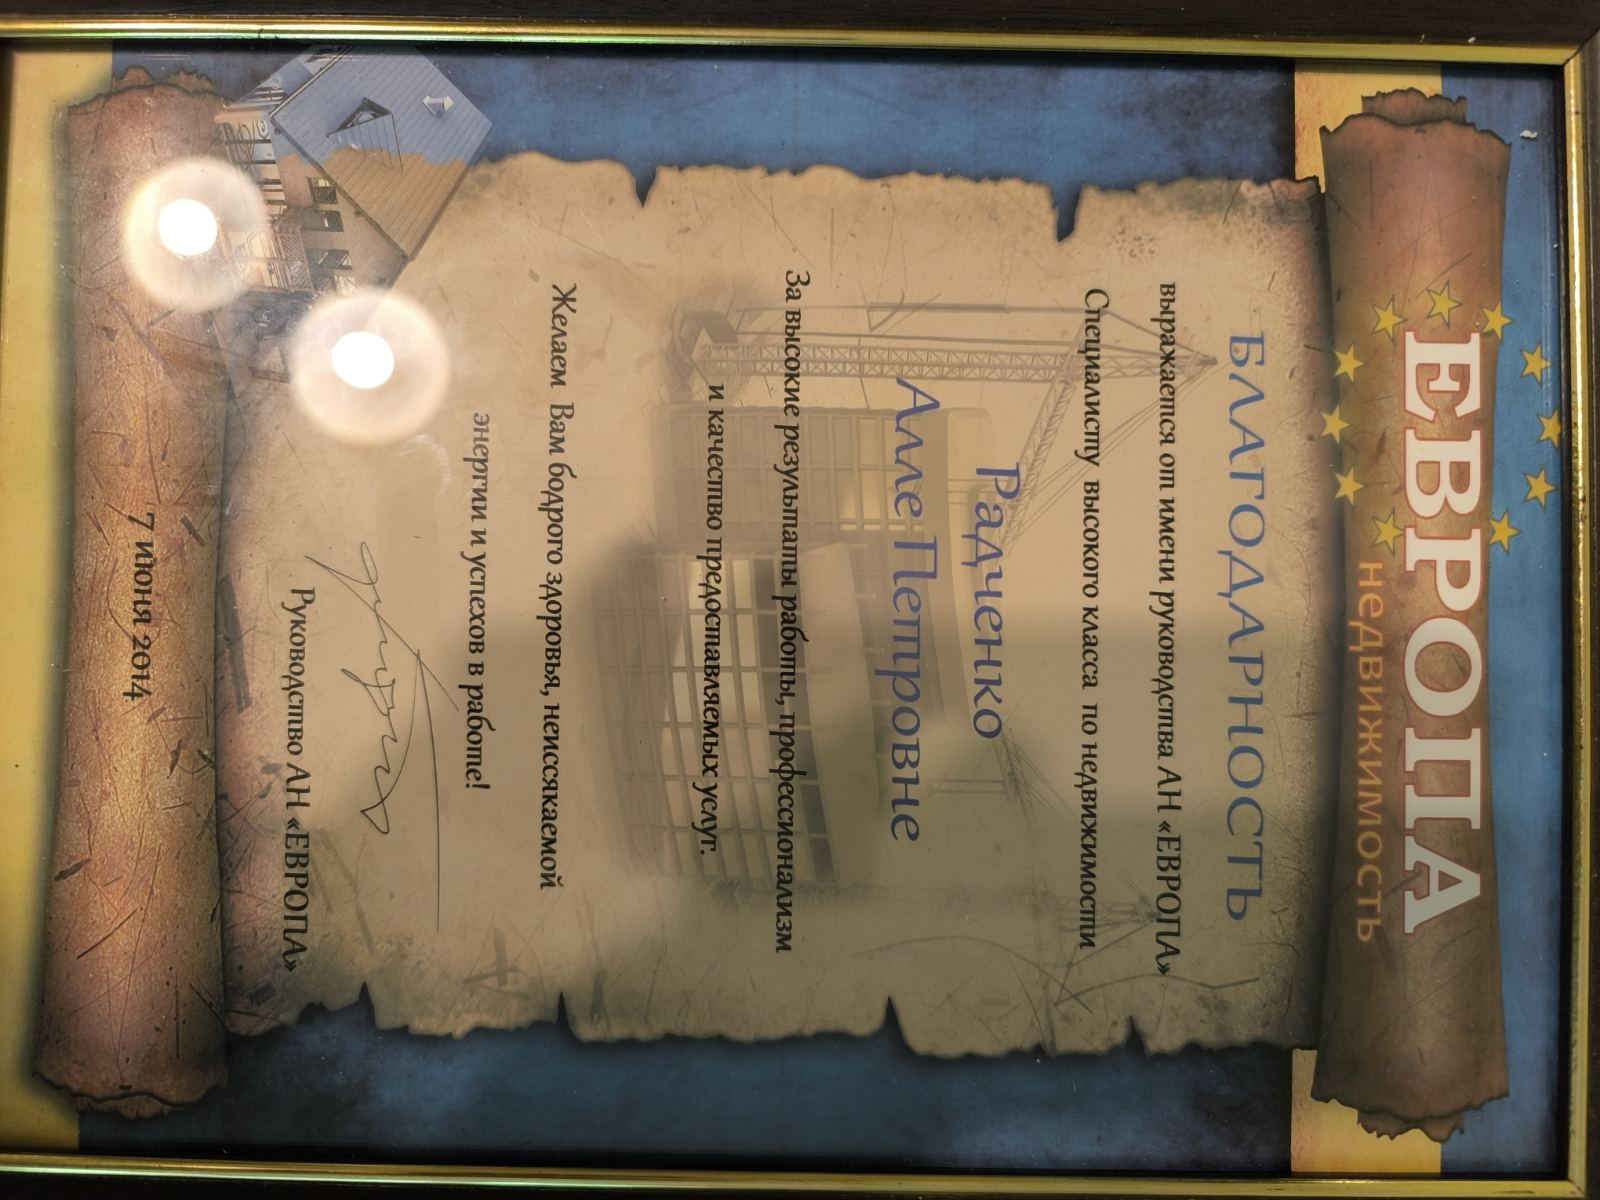 ЕВРОПА
недвижимость
БЛАГОДАРНОСТЬ
выражается от имени руководства АН «ЕВРОПА»
Специалисту высокого класса по недвижимости
Радченко
Алле Петровне
За высокие результаты работы, профессионализм
и качество предоставляемых услуг.
Желаем Вам бодрого здоровья, неиссякаемой
энергии и успехов в работе!
Руководство АН «ЕВРОПА»
7 июня 2014